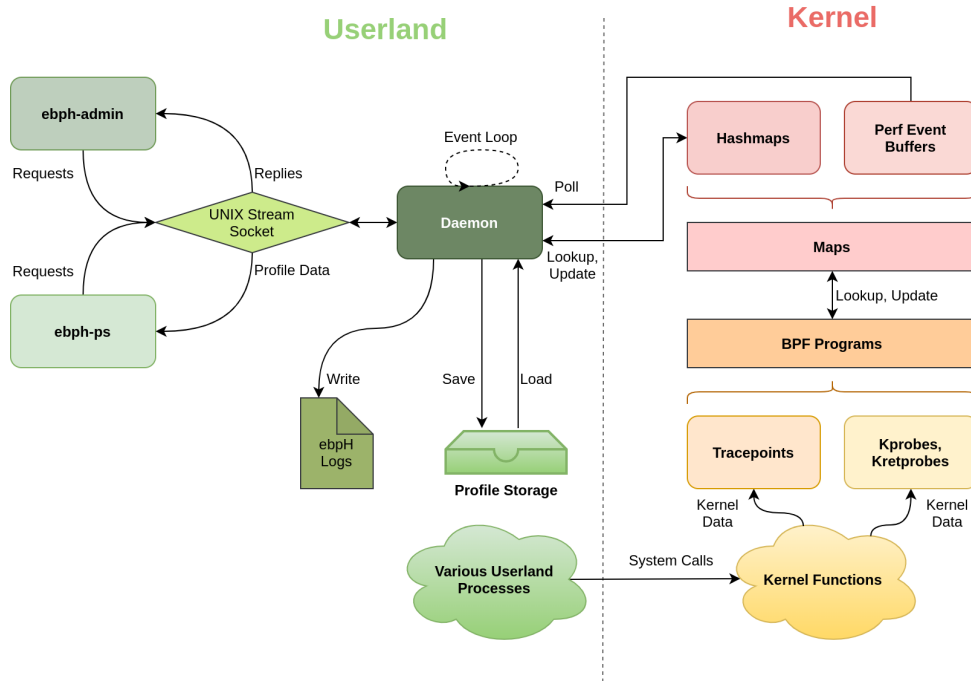 Userland
Kernel
ebph-admin
Requests
Replies
Event Loop
Poll
Hashmaps
Perf Event
Buffers
UNIX Stream
Socket
Daemon
Requests
Profile Data
Lookup,
Update
Maps
Lookup, Update
ebph-ps
BPF Programs
Write
Save
Load
ebpH
Logs
Profile Storage
Tracepoints
Kprobes,
Kretprobes
Kernel
Data
Kernel
Data
Various Userland
Processes
System Calls
Kernel Functions